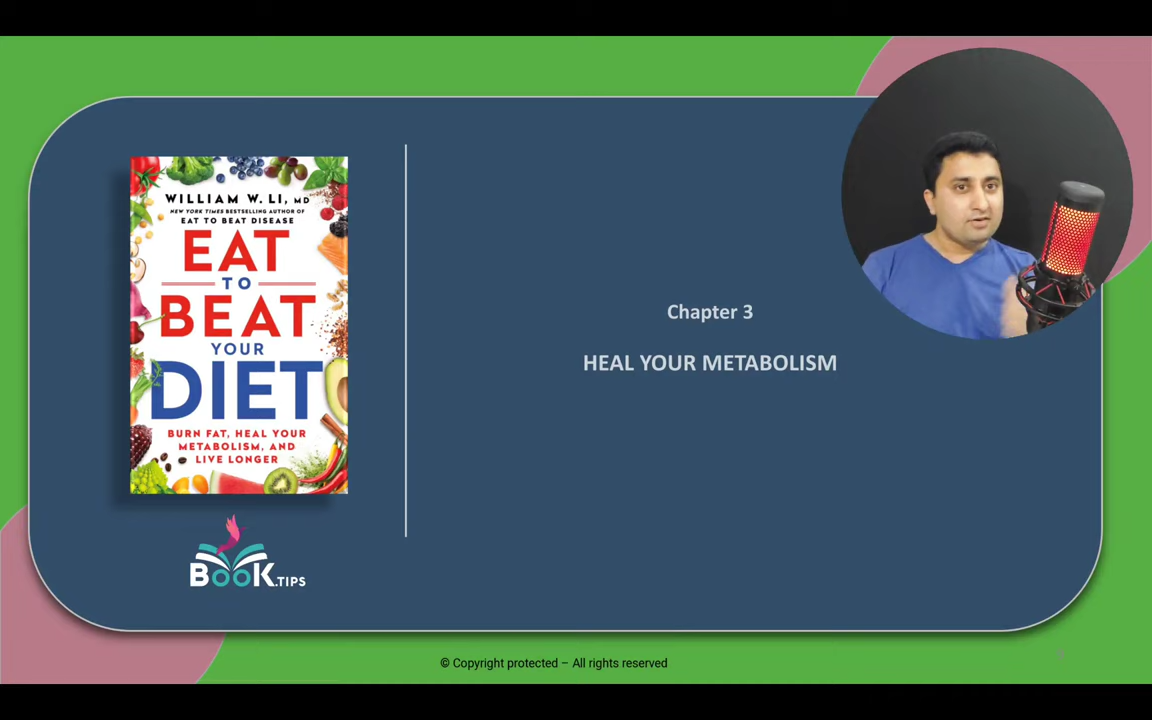 WILLIAM W. LI, MD
NEW YORK TIMES BESTSELLING AUTHOR OF
EAT TO BEAT DISEASE
EAT
TO
BEAT
YOUR
DIET
BURN FAT, HEAL YOUR
METABOLISM, AND
LIVE LONGER
BOOK.TIPS
Chapter 3
HEAL YOUR METABOLISM
© Copyright protected – All rights reserved